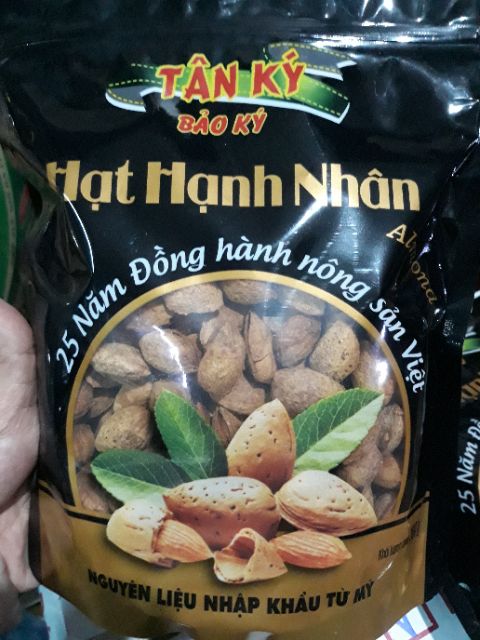 TÂN KÝ
BẢO KÝ
Hạt Hạnh Nhân
Almond
25 Năm Đồng hành nông sản Việt
NGUYÊN LIỆU NHẬP KHẨU TỪ MỸ
25 Năm